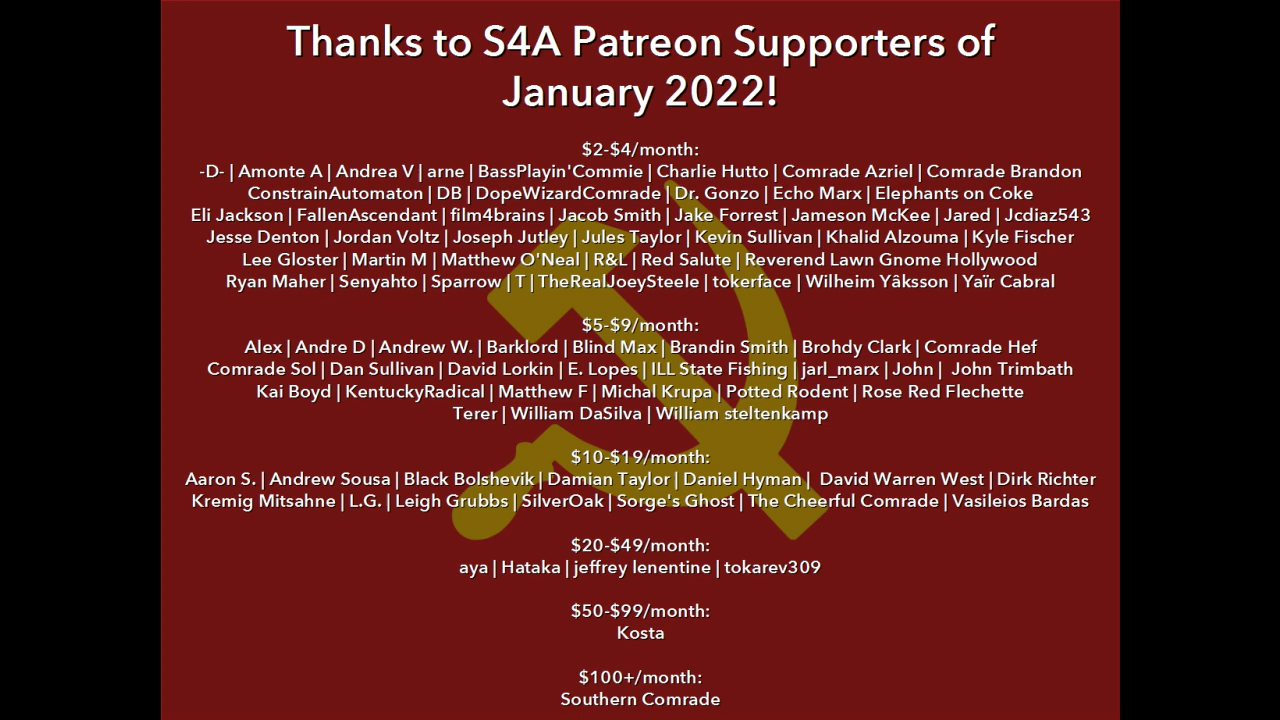 Thanks to S4A Patreon Supporters of
January 2022!
$2-$4/month:
-D- | Amonte A | Andrea V | arne | BassPlayin'Commie | Charlie Hutto | Comrade Azriel | Comrade Brandon
ConstrainAutomaton | DB | DopeWizardComrade | Dr. Gonzo | Echo Marx | Elephants on Coke
Eli Jackson | FallenAscendant | film4brains | Jacob Smith | Jake Forrest | Jameson McKee | Jared | Jcdiaz543
Jesse Denton | Jordan Voltz | Joseph Jutley | Jules Taylor | Kevin Sullivan | Khalid Alzouma | Kyle Fischer
Lee Gloster | Martin M | Matthew O'Neal | R&L | Red Salute | Reverend Lawn Gnome Hollywood
Ryan Maher | Senyahto | Sparrow | T | TheRealJoeySteele | tokerface | Wilheim Yâksson | Yaïr Cabral
$5-$9/month:
Alex | Andre D | Andrew W. | Barklord | Blind Max | Brandin Smith | Brohdy Clark | Comrade Hef
Comrade Sol | Dan Sullivan | David Lorkin | E. Lopes | ILL State Fishing | jarl_marx | John | John Trimbath
Kai Boyd | KentuckyRadical | Matthew F | Michal Krupa | Potted Rodent | Rose Red Flechette
Terer | William DaSilva | William steltenkamp
$10-$19/month:
Aaron S. | Andrew Sousa | Black Bolshevik | Damian Taylor | Daniel Hyman | David Warren West | Dirk Richter
Kremig Mitsahne | L.G. | Leigh Grubbs | SilverOak | Sorge's Ghost | The Cheerful Comrade | Vasileios Bardas
$20-$49/month:
aya | Hataka | jeffrey lenentine | tokarev309
$50-$99/month:
Kosta
$100+/month:
Southern Comrade